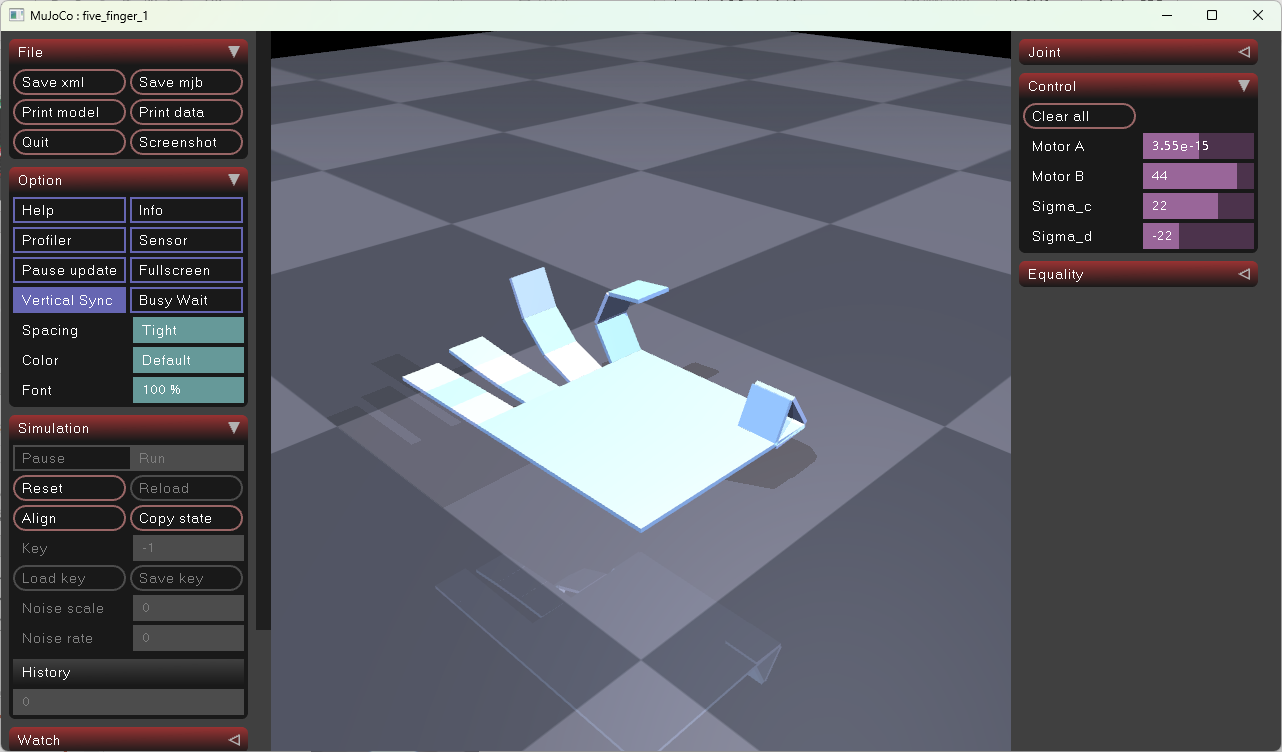 MuJoCo : five_finger_1
File
Save xml
Save mjb
Print model
Print data
Quit
Screenshot
Option
Help
Info
Profiler
Sensor
Pause update
Fullscreen
Vertical Sync
Busy Wait
Spacing
Tight
Color
Default
Font
100 %
Simulation
Pause
Run
Reset
Reload
Align
Copy state
Key
-1
Load key
Save key
Noise scale
0
Noise rate
0
History
0
Watch
Joint
Control
Clear all
Motor A
3.55e-15
Motor B
44
Sigma_c
22
Sigma_d
-22
Equality